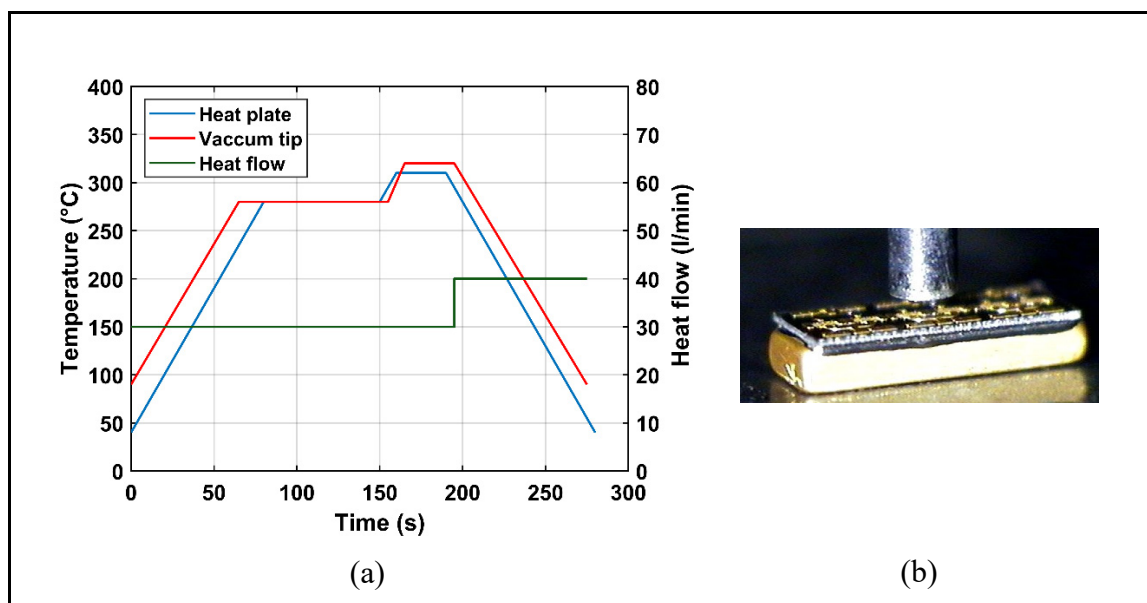 400
350
300
250
200
150
100
50
0
Temperature (°C)
Heat plate
Vaccum tip
Heat flow
80
70
60
50
40
30
20
10
0
Heat flow (l/min)
0 50 100 150 200 250 300
Time (s)
(a)
(b)